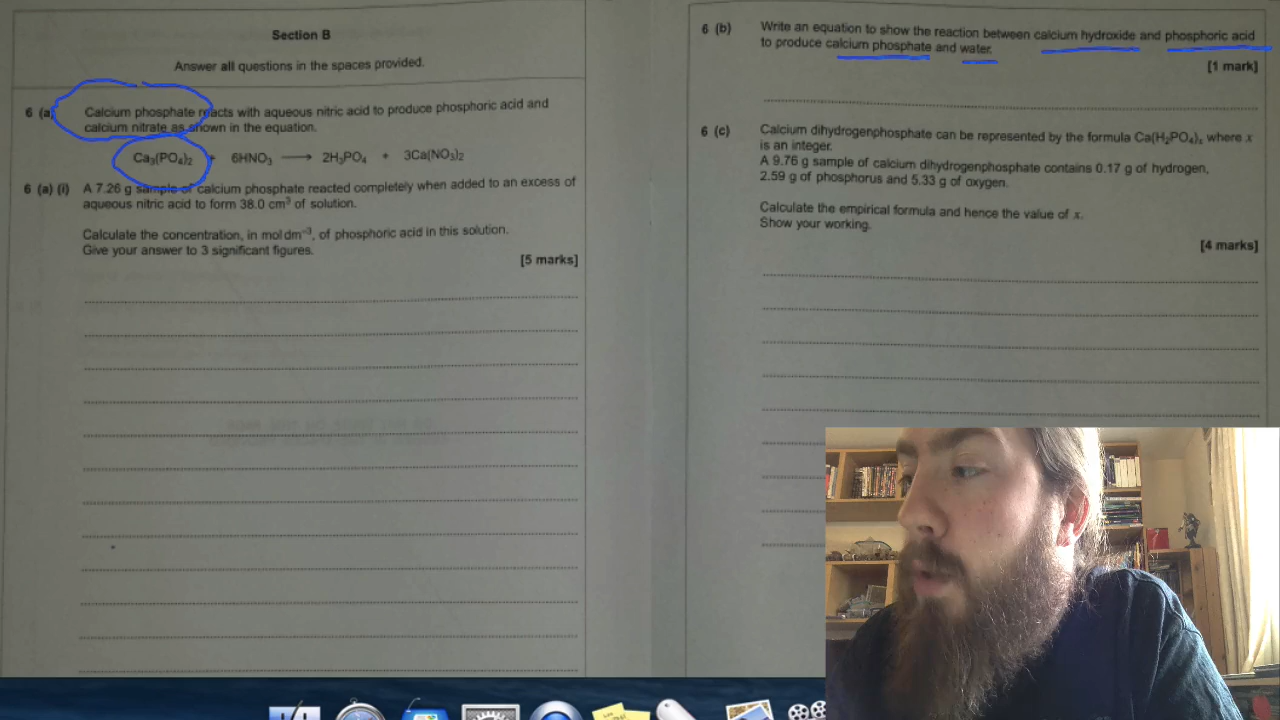 Section B
Answer all questions in the spaces provided.
6 (a) Calcium phosphate reacts with aqueous nitric acid to produce phosphoric acid and
calcium nitrate as shown in the equation.
Ca₃(PO₄)₂ + 6HNO₃ ⟶ 2H₃PO₄ + 3Ca(NO₃)₂
6 (a) (i) A 7.26 g sample of calcium phosphate reacted completely when added to an excess of
aqueous nitric acid to form 38.0 cm³ of solution.
Calculate the concentration, in mol dm⁻³, of phosphoric acid in this solution.
Give your answer to 3 significant figures.
[5 marks]
6 (b) Write an equation to show the reaction between calcium hydroxide and phosphoric acid
to produce calcium phosphate and water.
[1 mark]
6 (c) Calcium dihydrogenphosphate can be represented by the formula Ca(H₂PO₄)ₓ where x
is an integer.
A 9.76 g sample of calcium dihydrogenphosphate contains 0.17 g of hydrogen,
2.59 g of phosphorus and 5.33 g of oxygen.
Calculate the empirical formula and hence the value of x.
Show your working.
[4 marks]